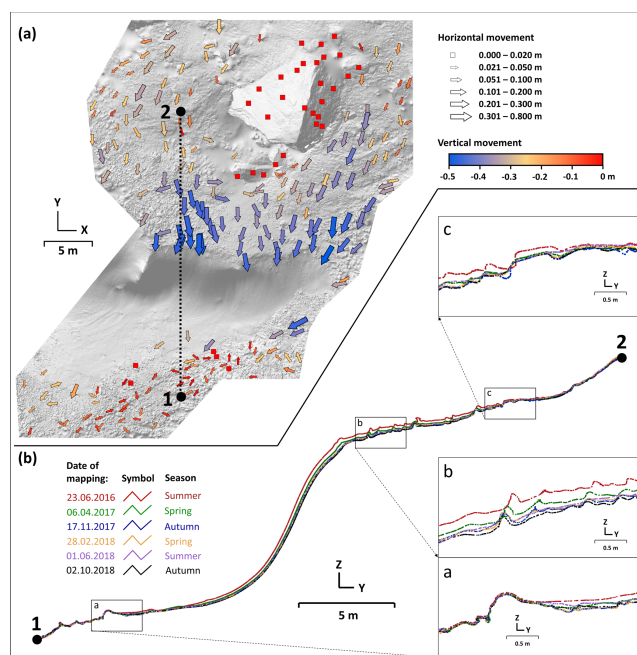 (a)
Horizontal movement
0.000 – 0.020 m
0.021 – 0.050 m
0.051 – 0.100 m
0.101 – 0.200 m
0.201 – 0.300 m
0.301 – 0.800 m
Vertical movement
-0.5 -0.4 -0.3 -0.2 -0.1 0 m
2
Y
X
5 m
1
c
Z
Y
0.5 m
2
c
b
(b)
Date of mapping: Symbol Season
23.06.2016 Summer
06.04.2017 Spring
17.11.2017 Autumn
28.02.2018 Spring
01.06.2018 Summer
02.10.2018 Autumn
b
Z
Y
0.5 m
Z
Y
5 m
1
a
a
Z
Y
0.5 m